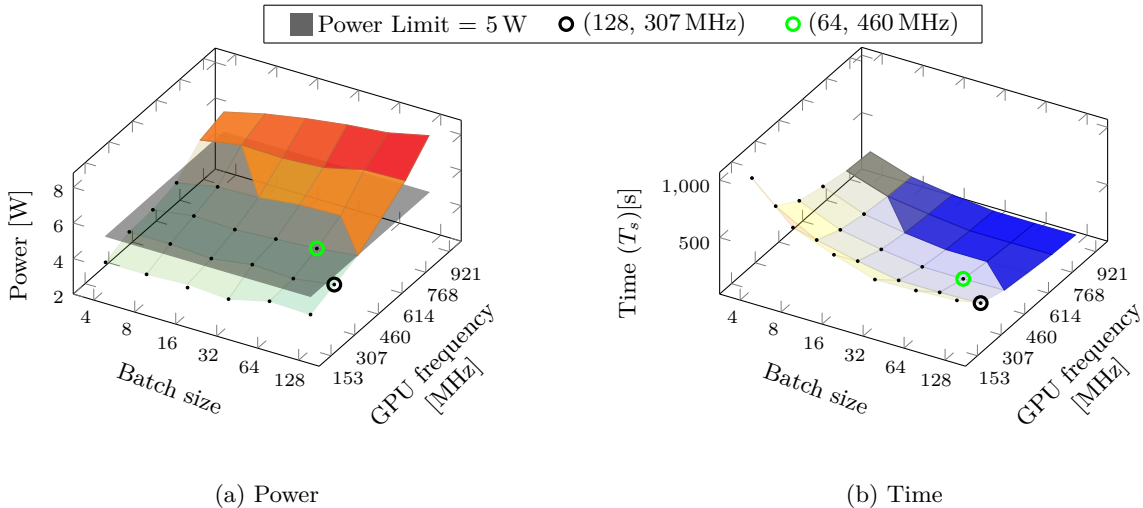 Power Limit = 5 W (128, 307 MHz) (64, 460 MHz)
8
6
4
2
Power [W]
4
8
16
32
64
128
Batch size
153
307
460
614
768
921
GPU frequency
[MHz]
(a) Power
1,000
500
Time (T_s)[s]
4
8
16
32
64
128
Batch size
153
307
460
614
768
921
GPU frequency
[MHz]
(b) Time